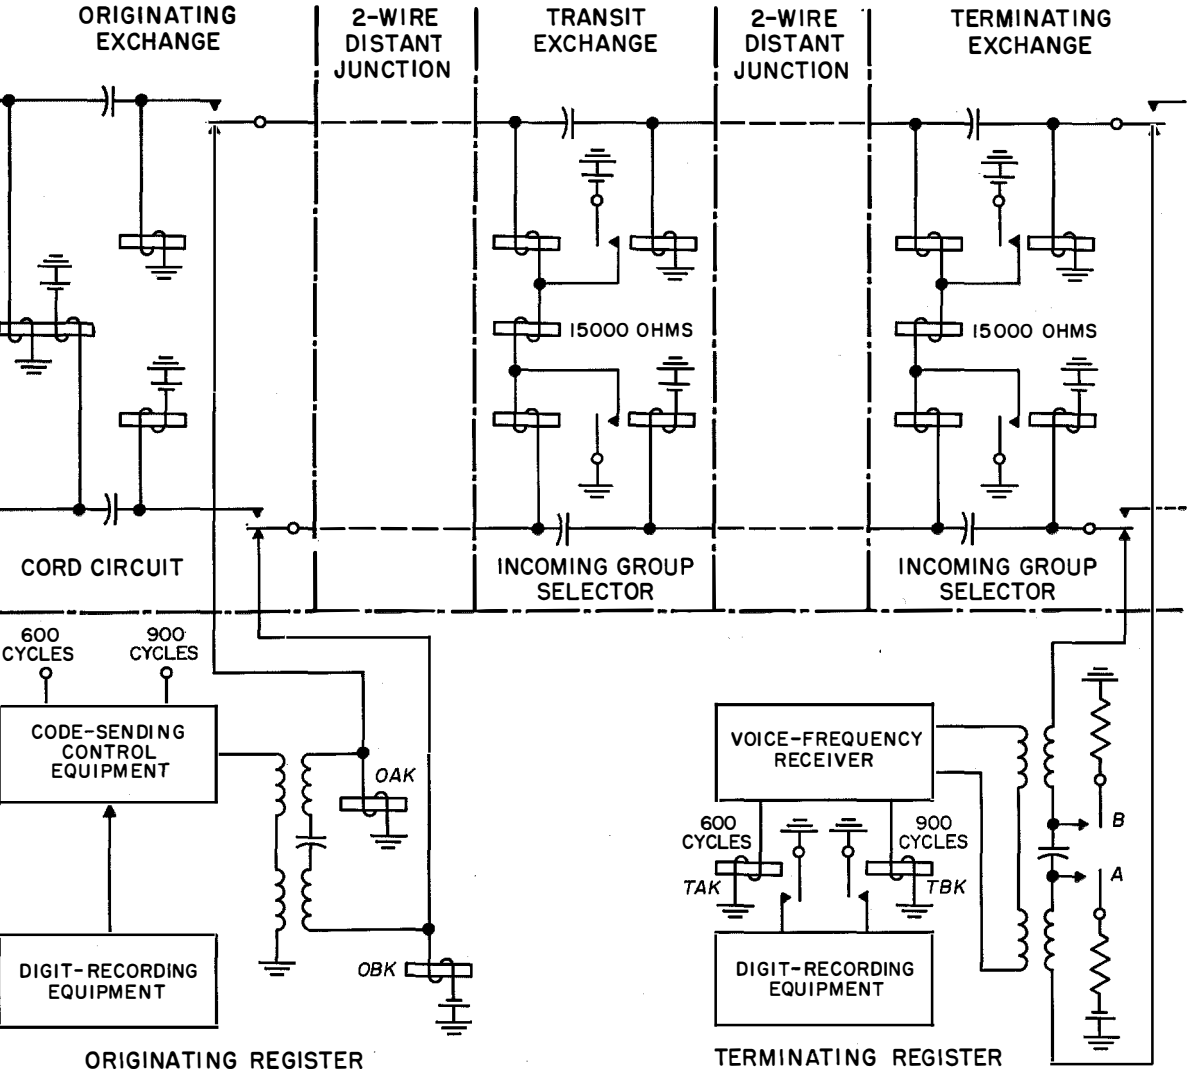 ORIGINATING
EXCHANGE
2-WIRE
DISTANT
JUNCTION
TRANSIT
EXCHANGE
2-WIRE
DISTANT
JUNCTION
TERMINATING
EXCHANGE
15000 OHMS
15000 OHMS
CORD CIRCUIT
INCOMING GROUP
SELECTOR
INCOMING GROUP
SELECTOR
600
CYCLES
900
CYCLES
CODE-SENDING
CONTROL
EQUIPMENT
OAK
DIGIT-RECORDING
EQUIPMENT
OBK
ORIGINATING REGISTER
VOICE-FREQUENCY
RECEIVER
600
CYCLES
900
CYCLES
TAK
TBK
B
A
DIGIT-RECORDING
EQUIPMENT
TERMINATING REGISTER